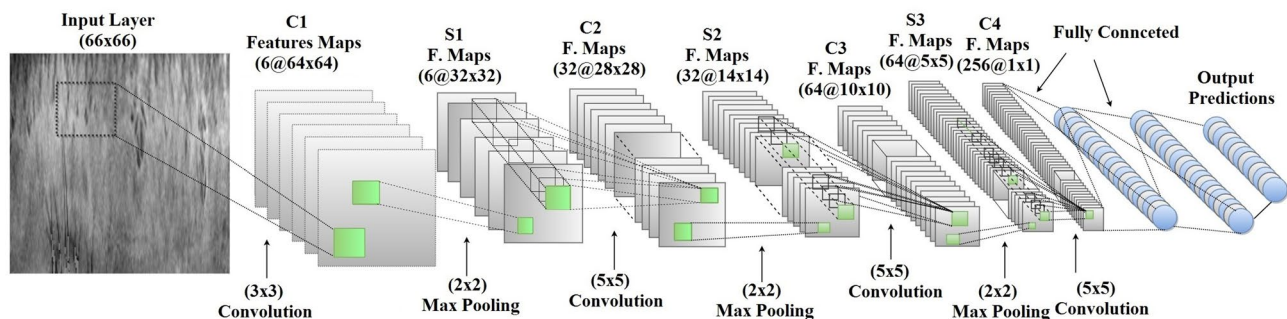 Input Layer
(66x66)
C1
Features Maps
(6@64x64)
S1
F. Maps
(6@32x32)
C2
F. Maps
(32@28x28)
S2
F. Maps
(32@14x14)
C3
F. Maps
(64@10x10)
S3
F. Maps
(64@5x5)
C4
F. Maps
(256@1x1)
Fully Connceted
Output
Predictions
(3x3)
Convolution
(2x2)
Max Pooling
(5x5)
Convolution
(2x2)
Max Pooling
(5x5)
Convolution
(2x2)
Max Pooling
(5x5)
Convolution